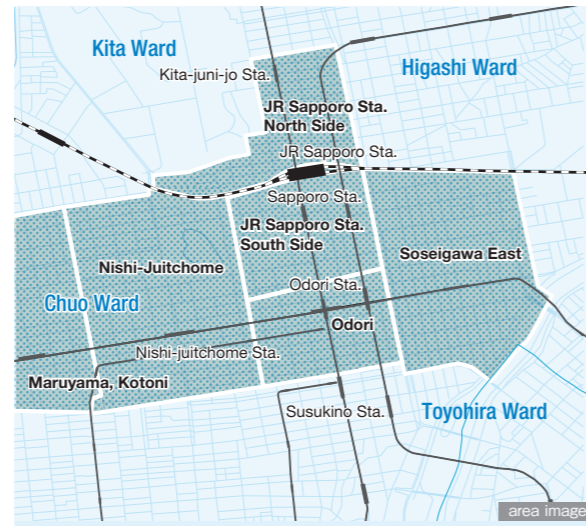 Kita Ward
Higashi Ward
Kita-juni-jo Sta.
JR Sapporo Sta.
North Side
JR Sapporo Sta.
Sapporo Sta.
JR Sapporo Sta.
South Side
Soseigawa East
Nishi-Juitchome
Odori Sta.
Chuo Ward
Odori
Nishi-juitchome Sta.
Maruyama, Kotoni
Susukino Sta.
Toyohira Ward
area image